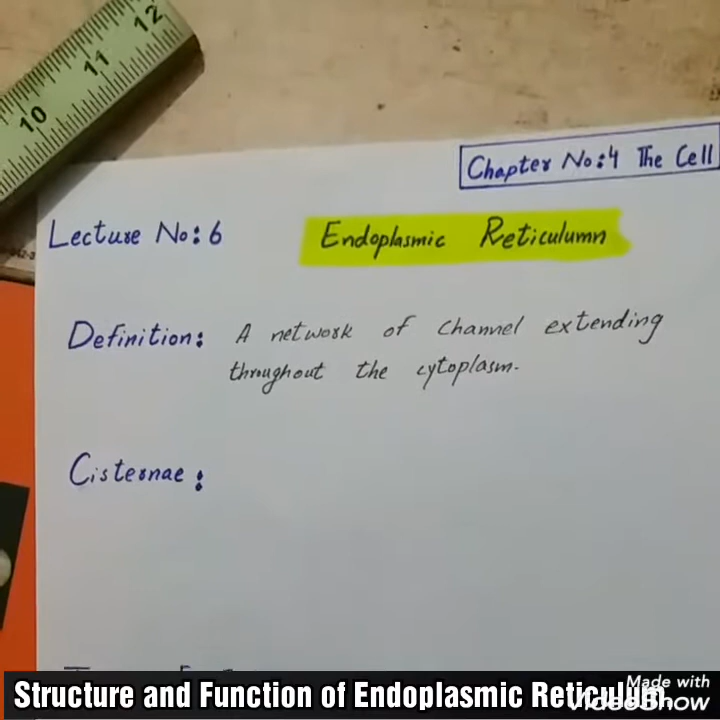 10 11 12
Chapter No:4 The Cell
Lecture No:6 Endoplasmic Reticulumn
Definition: A network of channel extending
throughout the cytoplasm.
Cisternae:
Made with
VideoShow
Structure and Function of Endoplasmic Reticulum.